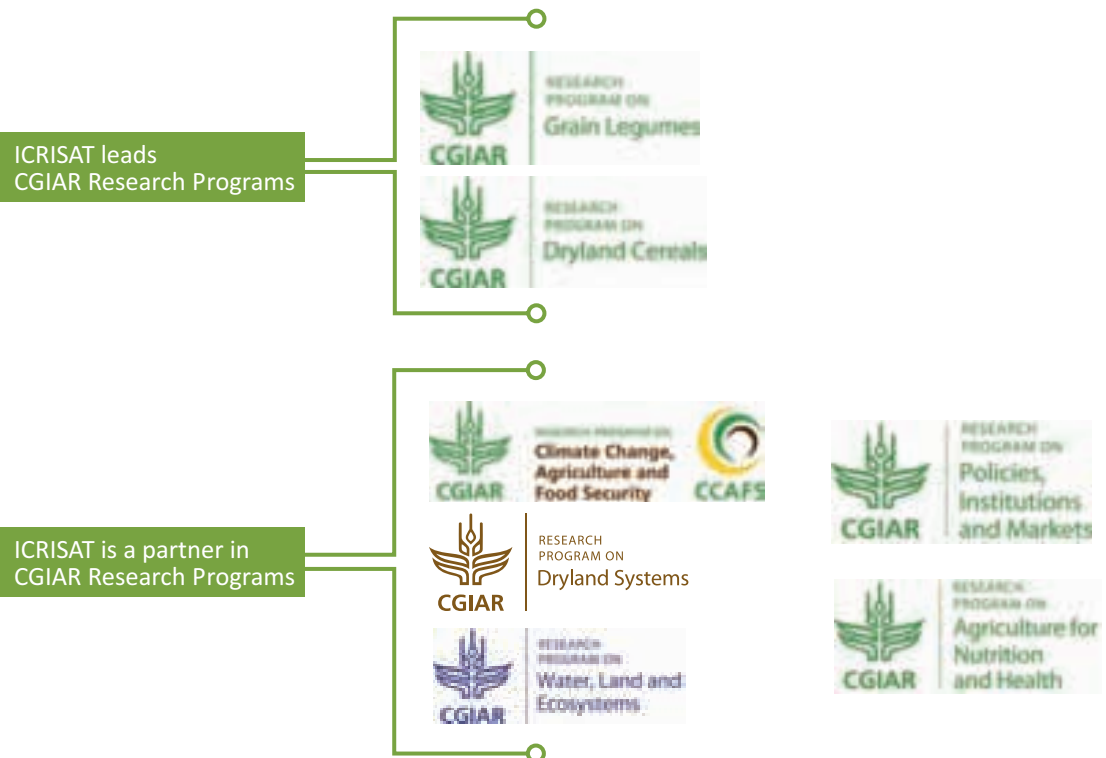 RESEARCH
PROGRAM ON
Grain Legumes
CGIAR
ICRISAT leads
CGIAR Research Programs
RESEARCH
PROGRAM ON
Dryland Cereals
CGIAR
RESEARCH PROGRAM ON
Climate Change,
Agriculture and
Food Security
CGIAR
CCAFS
RESEARCH
PROGRAM ON
Policies,
Institutions
and Markets
CGIAR
ICRISAT is a partner in
CGIAR Research Programs
RESEARCH
PROGRAM ON
Dryland Systems
CGIAR
RESEARCH
PROGRAM ON
Agriculture for
Nutrition
and Health
CGIAR
RESEARCH
PROGRAM ON
Water, Land and
Ecosystems
CGIAR